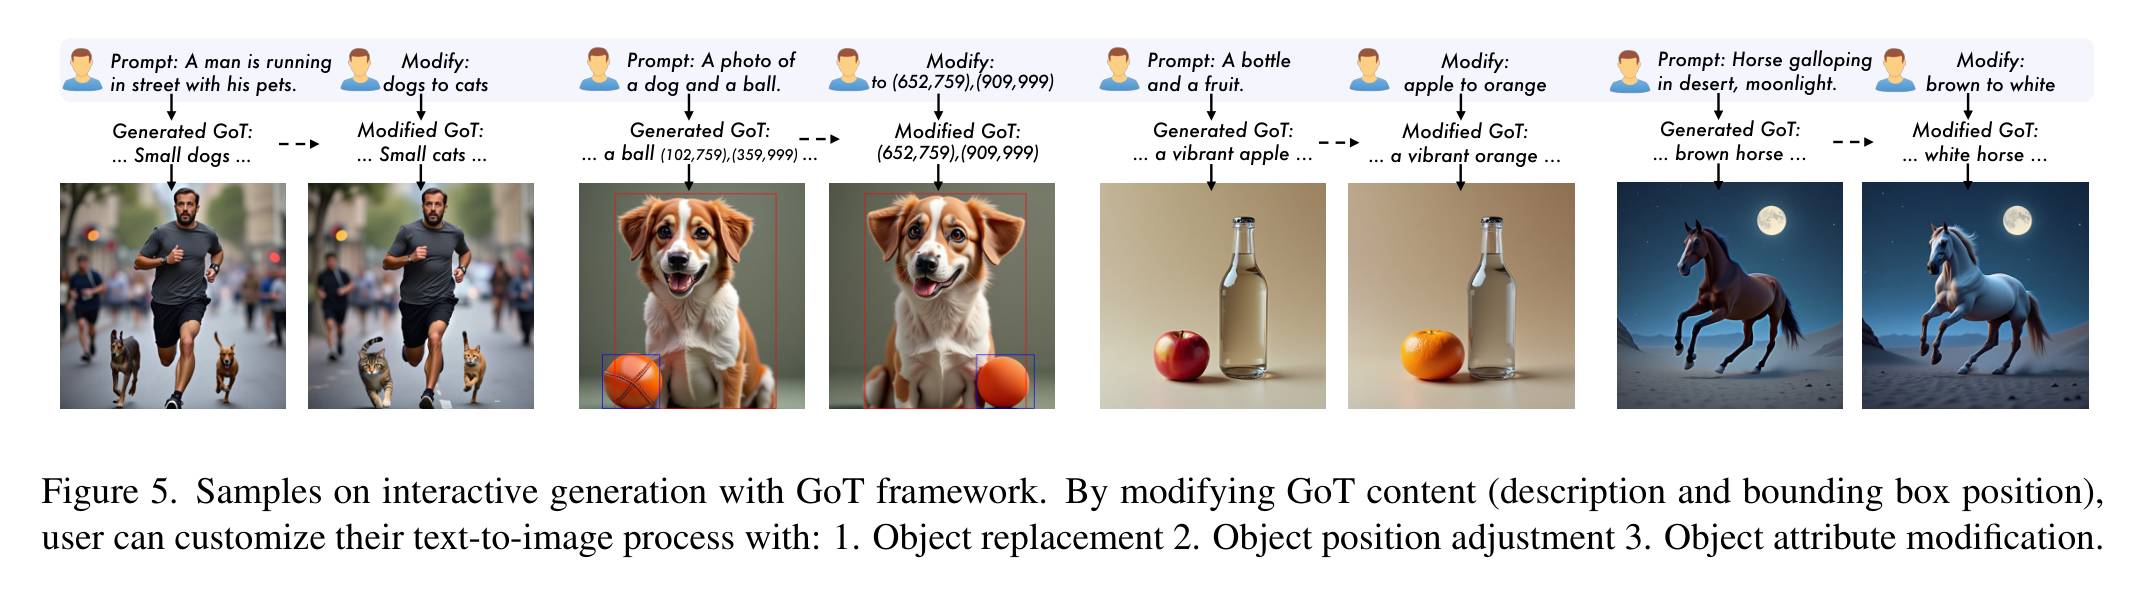 Prompt: A man is running
in street with his pets.
Modify:
dogs to cats
Generated GoT:
... Small dogs ...
Modified GoT:
... Small cats ...
Prompt: A photo of
a dog and a ball.
Modify:
to (652,759),(909,999)
Generated GoT:
... a ball (102,759),(359,999) ...
Modified GoT:
(652,759),(909,999)
Prompt: A bottle
and a fruit.
Modify:
apple to orange
Generated GoT:
... a vibrant apple ...
Modified GoT:
... a vibrant orange ...
Prompt: Horse galloping
in desert, moonlight.
Modify:
brown to white
Generated GoT:
... brown horse ...
Modified GoT:
... white horse ...
Figure 5. Samples on interactive generation with GoT framework. By modifying GoT content (description and bounding box position),
user can customize their text-to-image process with: 1. Object replacement 2. Object position adjustment 3. Object attribute modification.